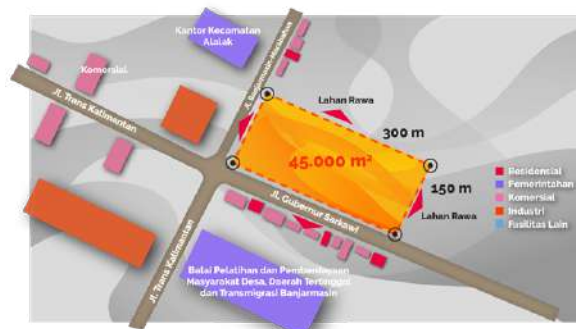 Kantor Kecamatan
Alalak
Komersial
Jl. Trans Kalimantan
Lahan Rawa
300 m
45.000 m²
150 m
Lahan Rawa
Jl. Gubernur Sarkawi
Jl. Trans Kalimantan
Balai Pelatihan dan Pemberdayaan
Masyarakat Desa, Daerah Tertinggal
dan Transmigrasi Banjarmasin
Residensial
Pemerintahan
Komersial
Industri
Fasilitas Lain